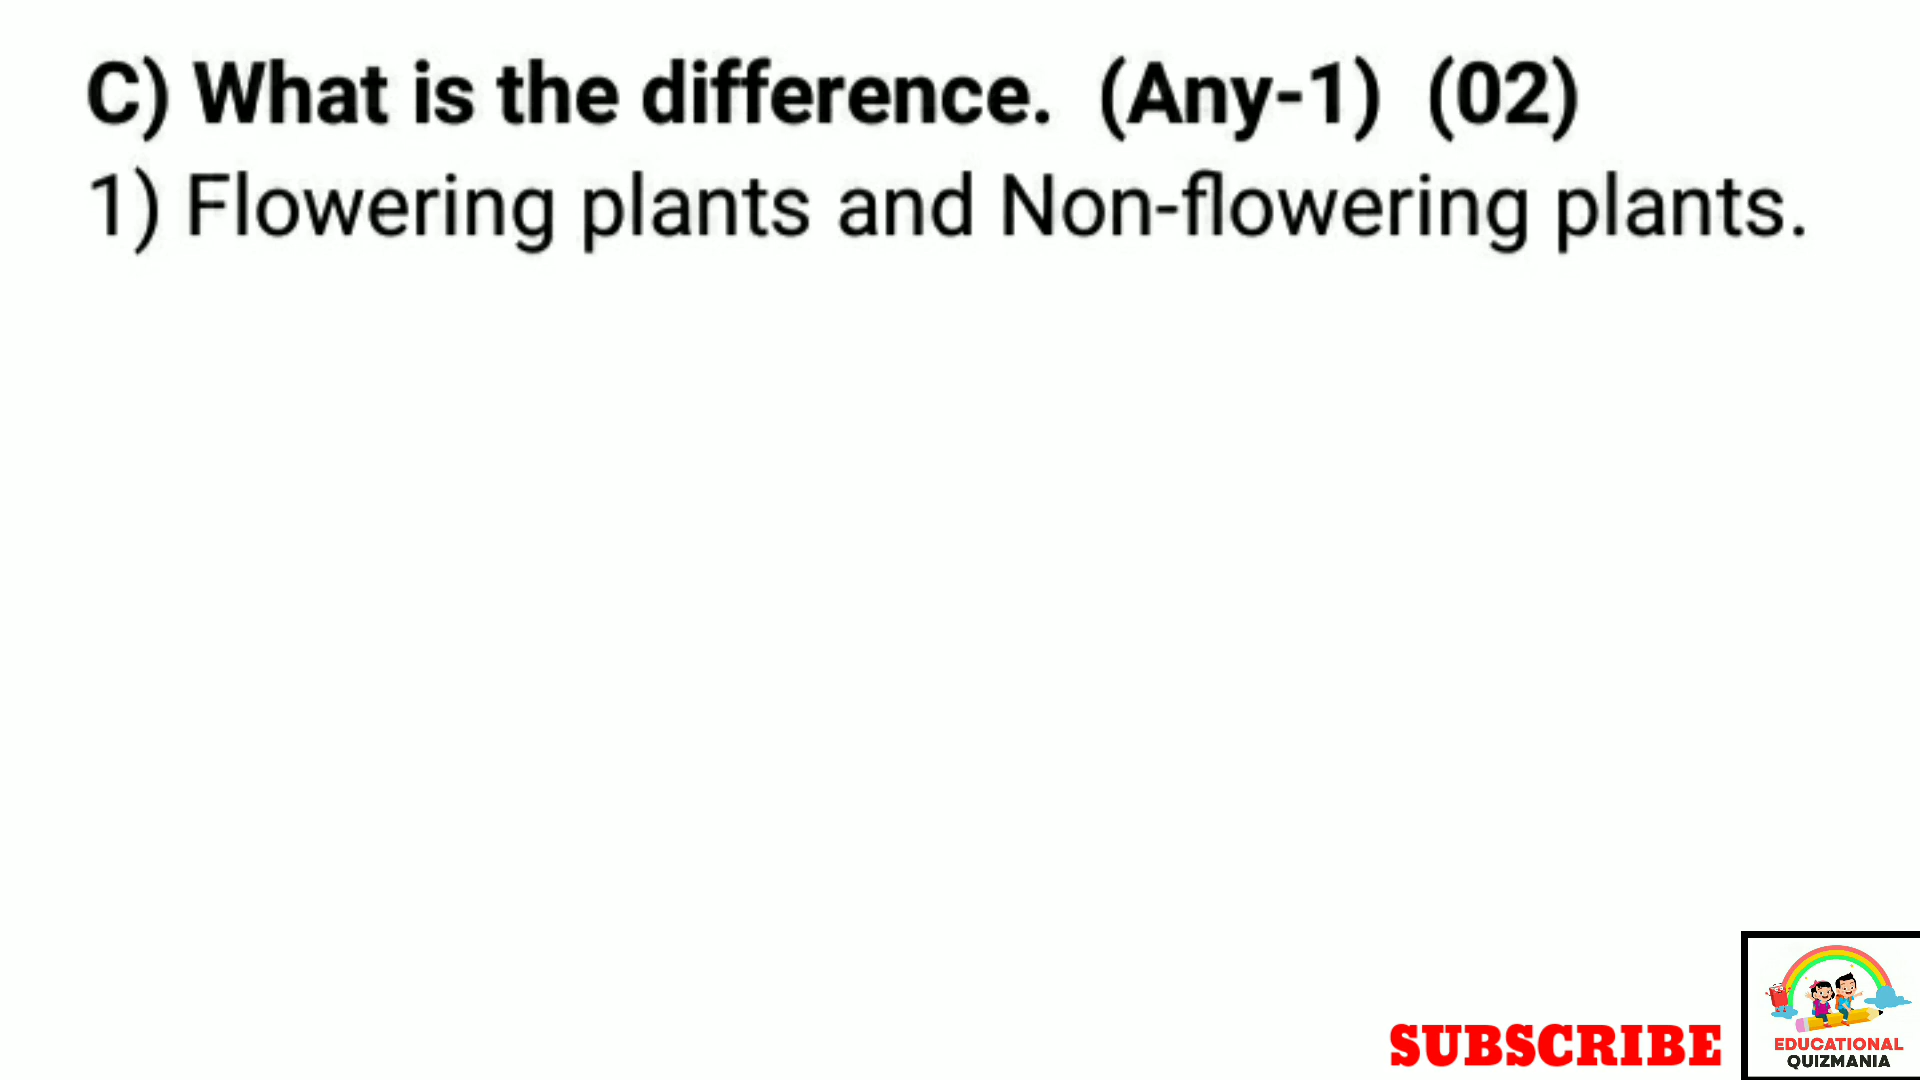 C) What is the difference. (Any-1) (02)
1) Flowering plants and Non-flowering plants.
SUBSCRIBE
EDUCATIONAL
QUIZMANIA